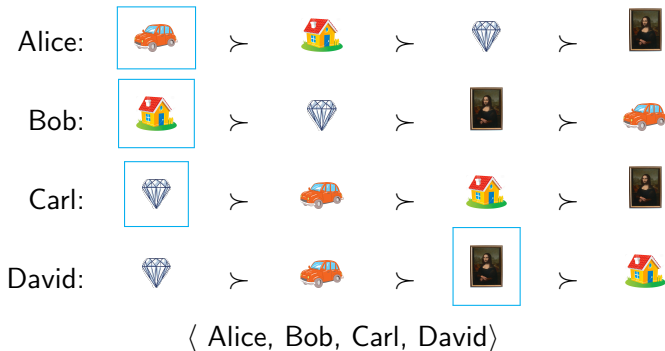 Alice: ≻ ≻ ≻
Bob: ≻ ≻ ≻
Carl: ≻ ≻ ≻
David: ≻ ≻ ≻
⟨ Alice, Bob, Carl, David⟩